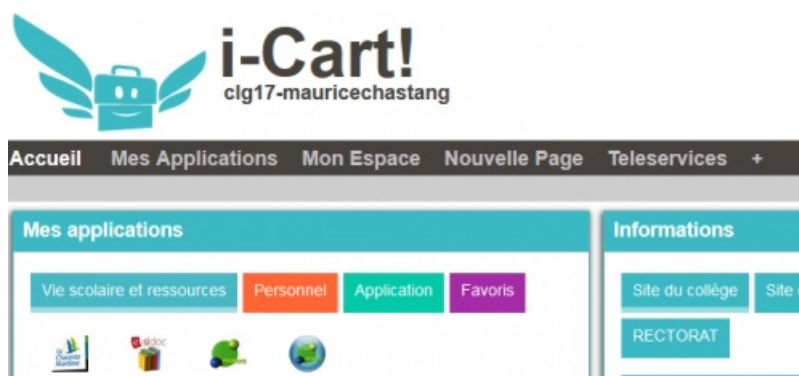 i-Cart!
clg17-mauricechastang
Accueil Mes Applications Mon Espace Nouvelle Page Teleservices +
Mes applications
Vie scolaire et ressources Personnel Application Favoris
Informations
Site du collège Site
RECTORAT